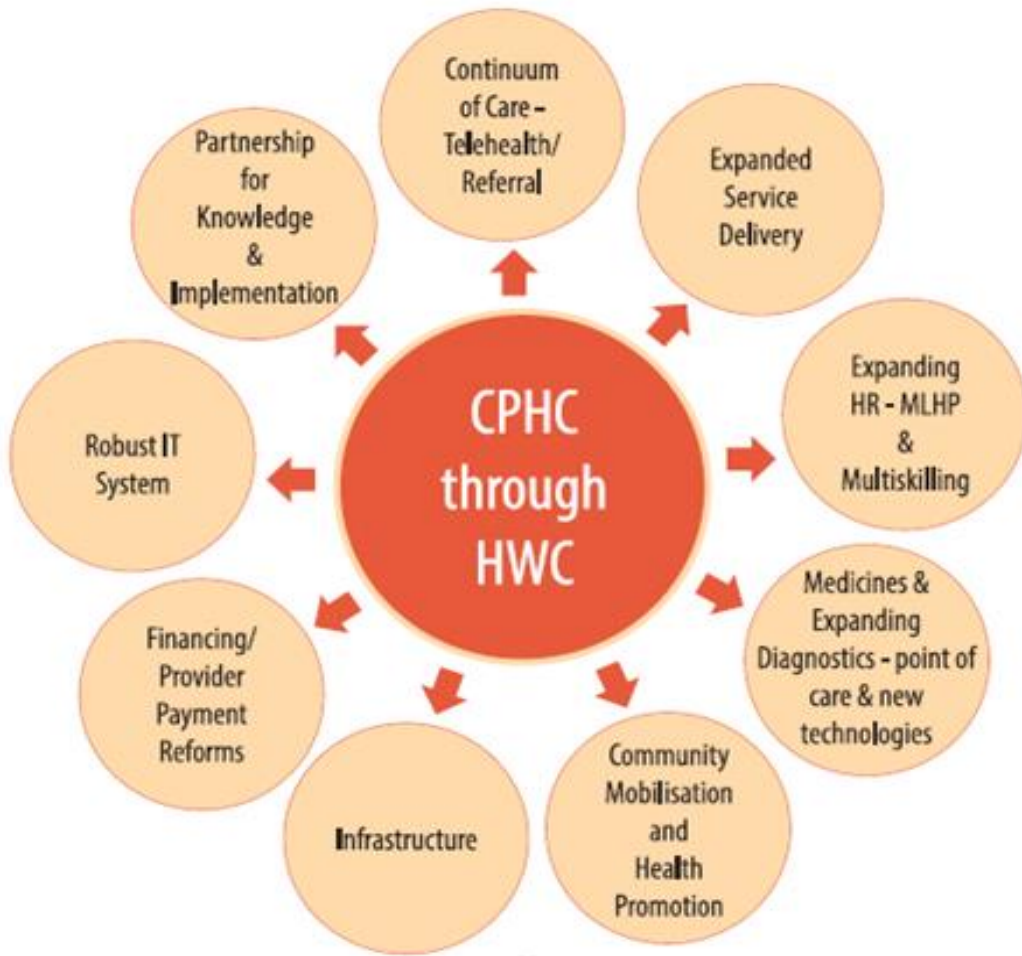 Continuum
of Care -
Telehealth/
Referral
Expanded
Service
Delivery
Expanding
HR - MLHP
&
Multiskilling
Medicines &
Expanding
Diagnostics - point of
care & new
technologies
Community
Mobilisation
and
Health
Promotion
Infrastructure
Financing/
Provider
Payment
Reforms
Robust IT
System
Partnership
for
Knowledge
&
Implementation
CPHC
through
HWC